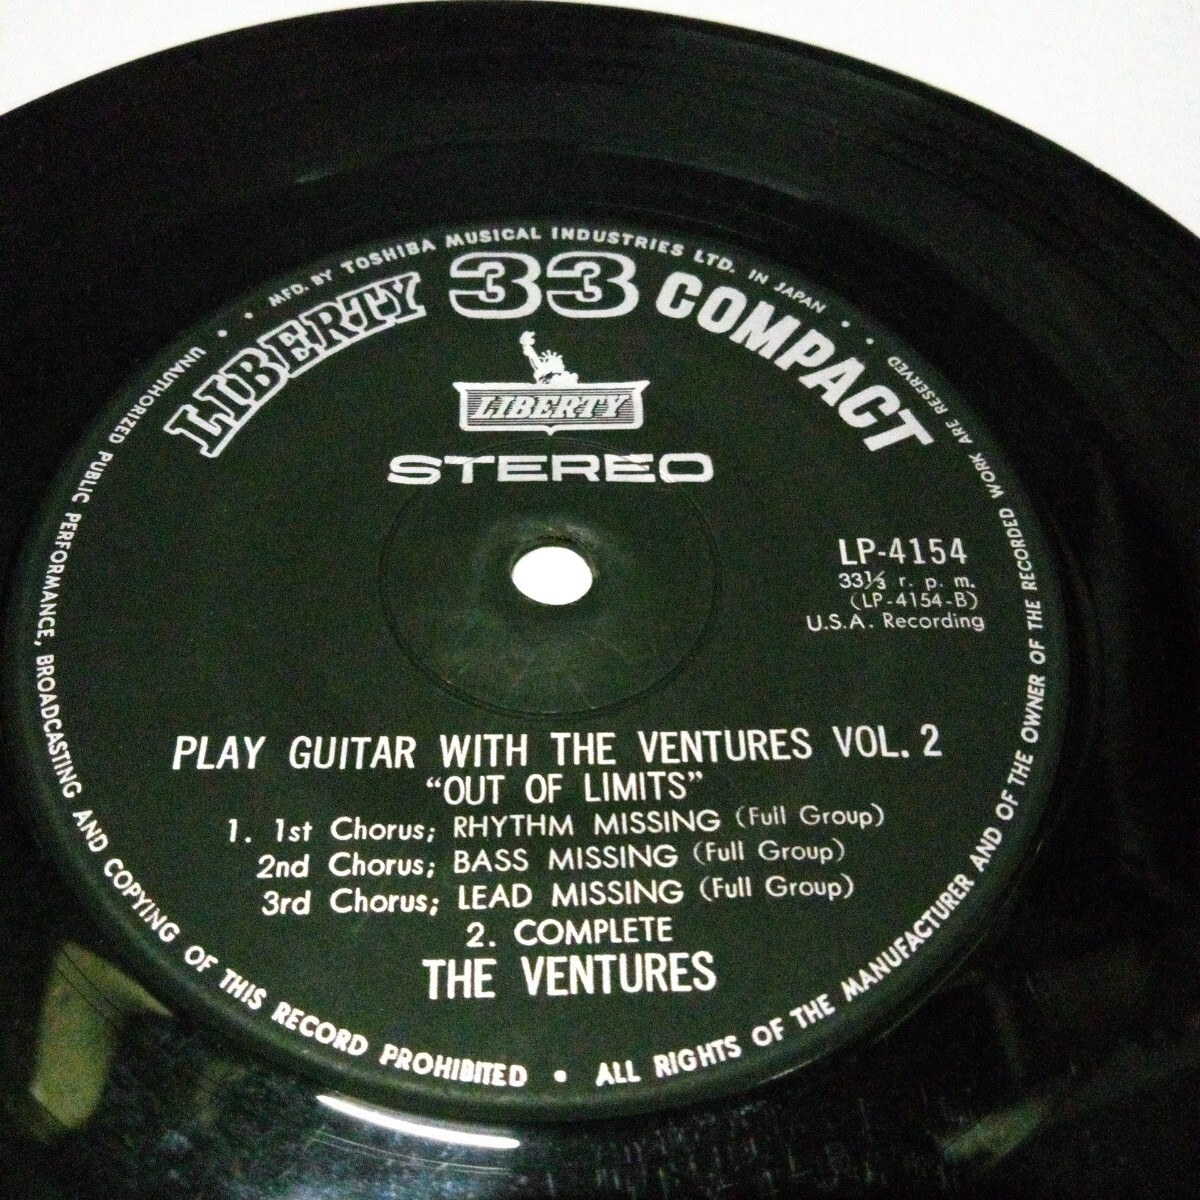 MFD. BY TOSHIBA MUSICAL INDUSTRIES LTD. IN JAPAN
LIBERTY 33 COMPACT
LIBERTY
STEREO
LP-4154
33⅓ r. p. m.
(LP-4154-B)
U.S.A. Recording
PLAY GUITAR WITH THE VENTURES VOL. 2
“OUT OF LIMITS”
1. 1st Chorus; RHYTHM MISSING (Full Group)
2nd Chorus; BASS MISSING (Full Group)
3rd Chorus; LEAD MISSING (Full Group)
2. COMPLETE
THE VENTURES
UNAUTHORIZED PUBLIC PERFORMANCE, BROADCASTING AND COPYING OF THIS RECORD PROHIBITED • ALL RIGHTS OF THE MANUFACTURER AND OF THE OWNER OF THE RECORDED WORK ARE RESERVED